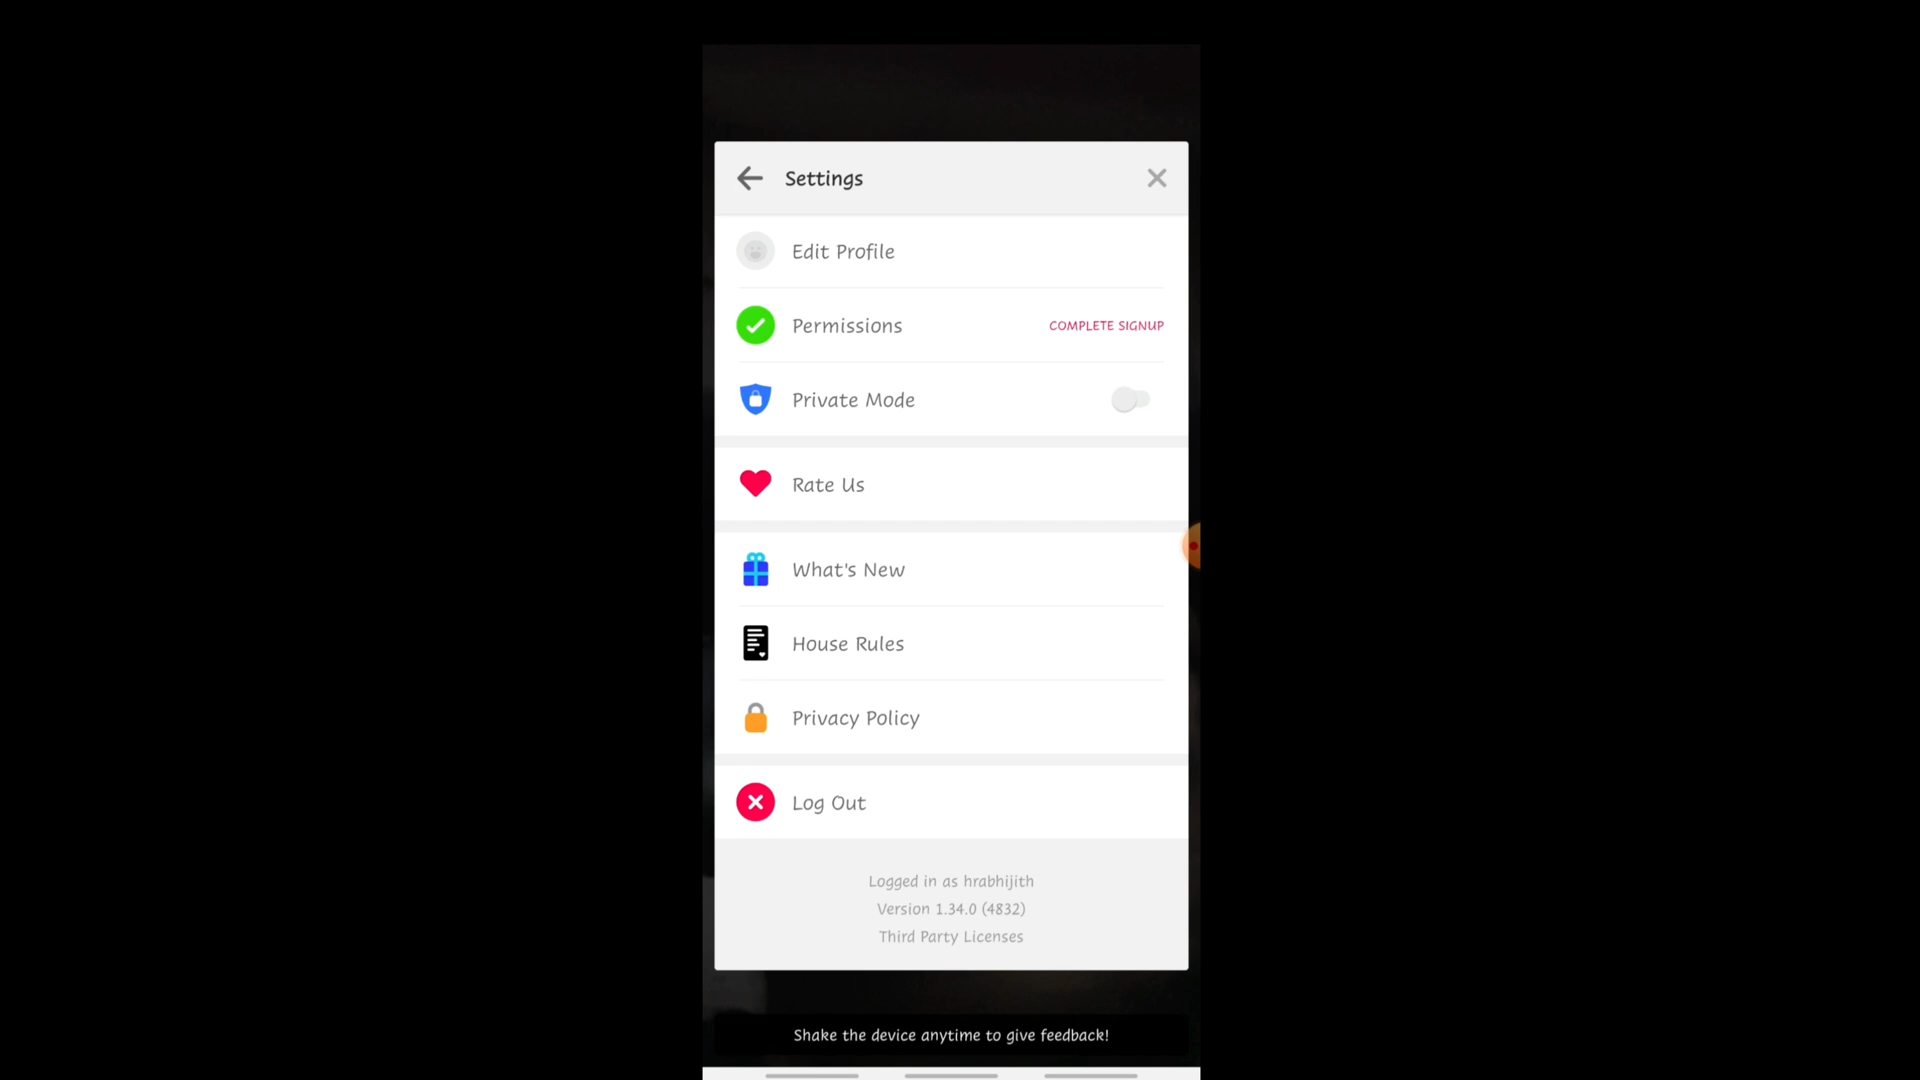 Settings
Edit Profile
Permissions COMPLETE SIGNUP
Private Mode
Rate Us
What's New
House Rules
Privacy Policy
Log Out
Logged in as hrabhijith
Version 1.34.0 (4832)
Third Party Licenses
Shake the device anytime to give feedback!